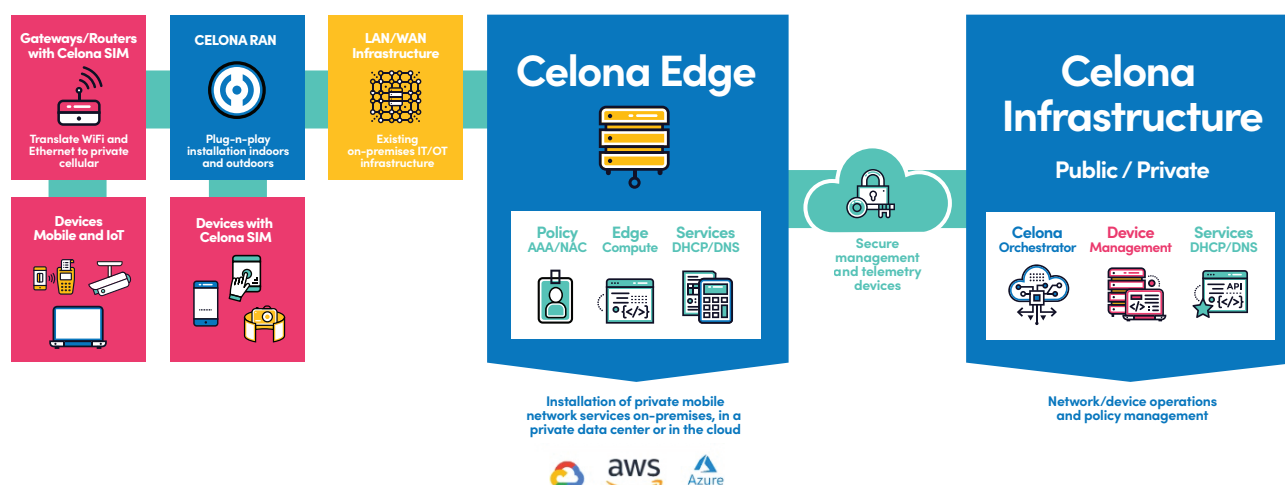 Gateways/Routers
with Celona SIM
Translate WiFi and
Ethernet to private
cellular
CELONA RAN
Plug-n-play
installation indoors
and outdoors
LAN/WAN
Infrastructure
Existing
on-premises IT/OT
infrastructure
Devices
Mobile and IoT
Devices with
Celona SIM
Celona Edge
Policy
AAA/NAC
Edge
Compute
Services
DHCP/DNS
Installation of private mobile
network services on-premises, in a
private data center or in the cloud
aws
Azure
Secure
management
and telemetry
devices
Celona
Infrastructure
Public / Private
Celona
Orchestrator
Device
Management
Services
DHCP/DNS
API
Network/device operations
and policy management